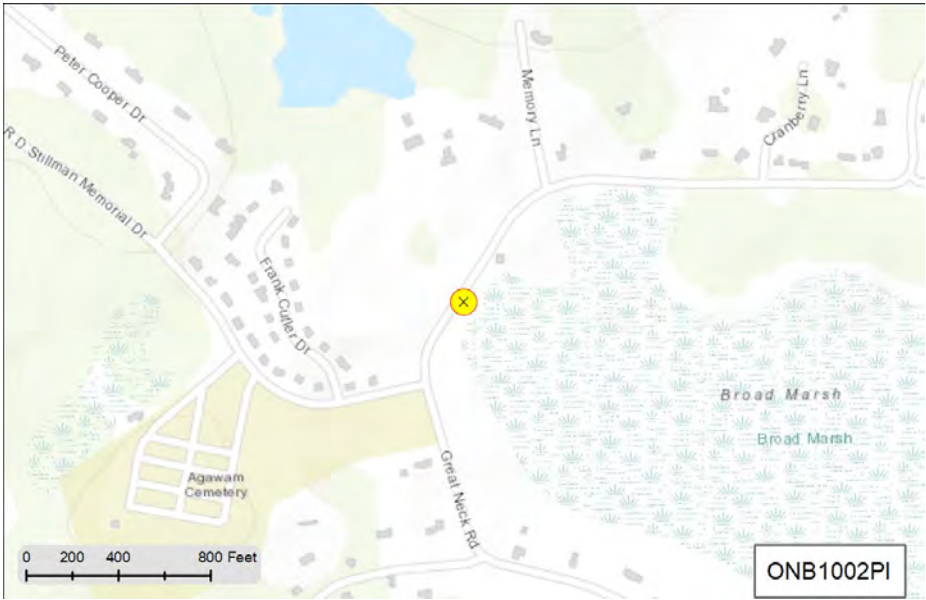 Peter Cooper Dr
R D Stillman Memorial Dr
Memory Ln
Cranberry Ln
Frank Cutler Dr
Broad Marsh
Broad Marsh
Great Neck Rd
Agawam
Cemetery
0 200 400 800 Feet
ONB1002PI